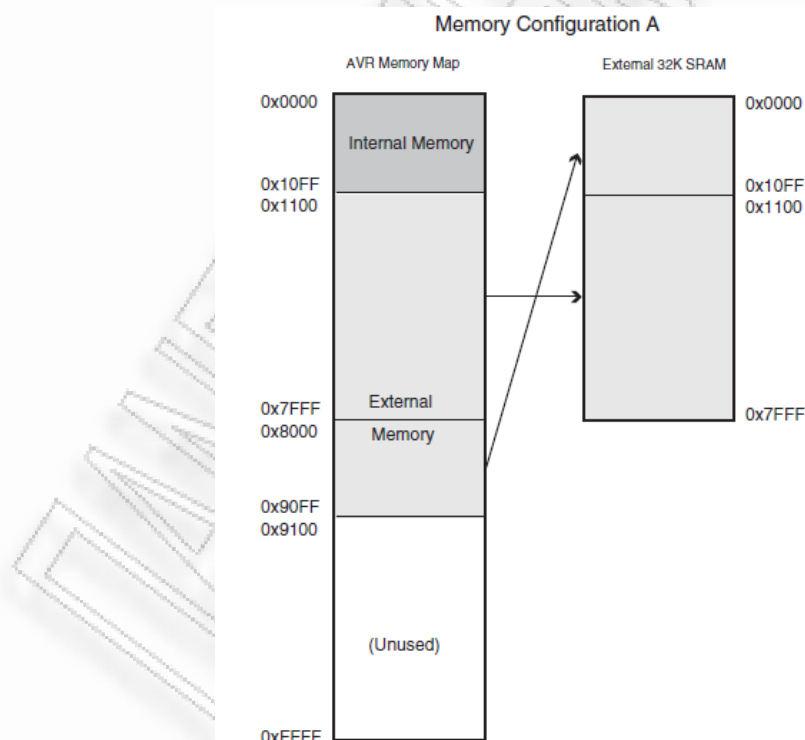 Memory Configuration A
AVR Memory Map
External 32K SRAM
0x0000
0x0000
Internal Memory
0x10FF
0x10FF
0x1100
0x1100
0x7FFF
External
0x7FFF
0x8000
Memory
0x90FF
0x9100
(Unused)
0xFFFF